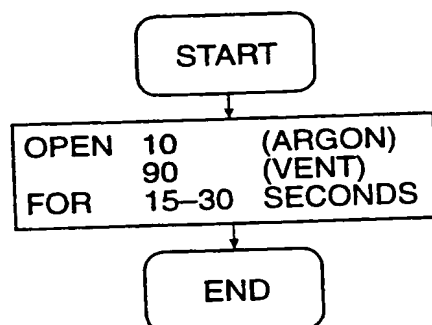 START
OPEN 10 (ARGON)
90 (VENT)
FOR 15–30 SECONDS
END